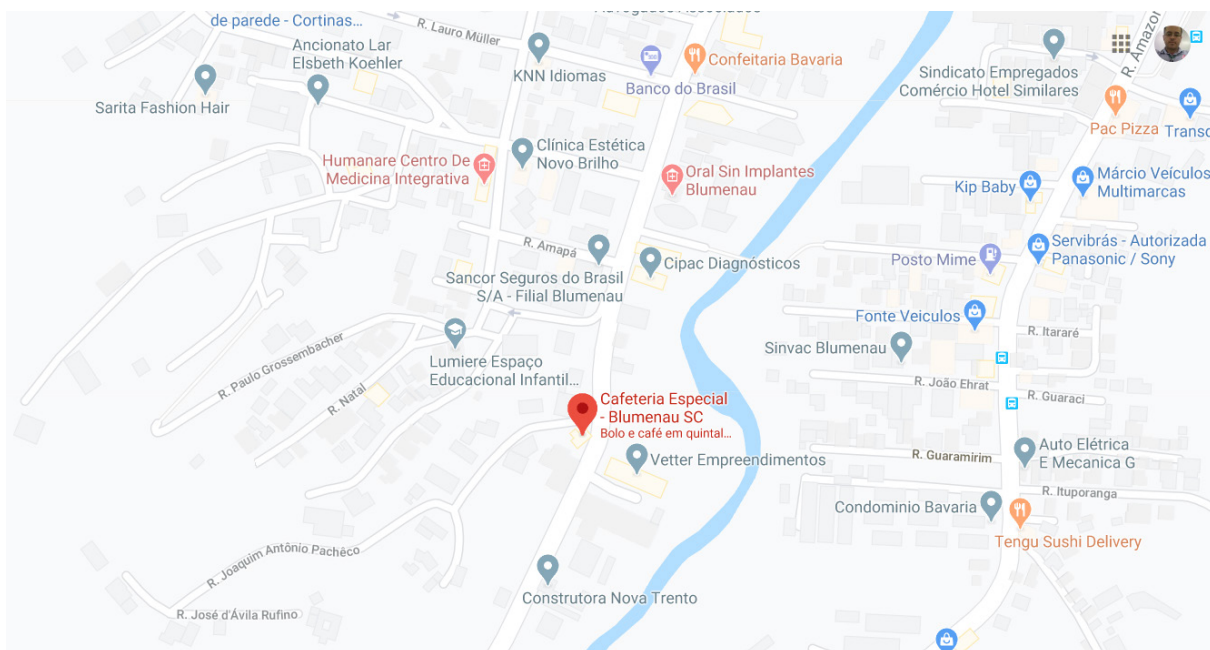 de parede - Cortinas...
R. Lauro Müller
Advogados Associados
Ancionato Lar
Elsbeth Koehler
KNN Idiomas
Confeitaria Bavaria
Banco do Brasil
Sarita Fashion Hair
Sindicato Empregados
Comércio Hotel Similares
R. Amazon
Pac Pizza
Transc
Clínica Estética
Novo Brilho
Humanare Centro De
Medicina Integrativa
Oral Sin Implantes
Blumenau
Kip Baby
Márcio Veículos
Multimarcas
R. Amapá
Sancor Seguros do Brasil
S/A - Filial Blumenau
Cipac Diagnósticos
Posto Mime
Servibrás - Autorizada
Panasonic / Sony
Fonte Veiculos
R. Itararé
Sinvac Blumenau
R. Paulo Grossembacher
Lumiere Espaço
Educacional Infantil...
R. Natal
R. João Ehrat
R. Guaraci
Cafeteria Especial
- Blumenau SC
Bolo e café em quintal...
Vetter Empreendimentos
R. Guaramirim
Auto Elétrica
E Mecanica G
R. Ituporanga
Condominio Bavaria
Tengu Sushi Delivery
R. Joaquim Antônio Pachêco
Construtora Nova Trento
R. José d'Ávila Rufino